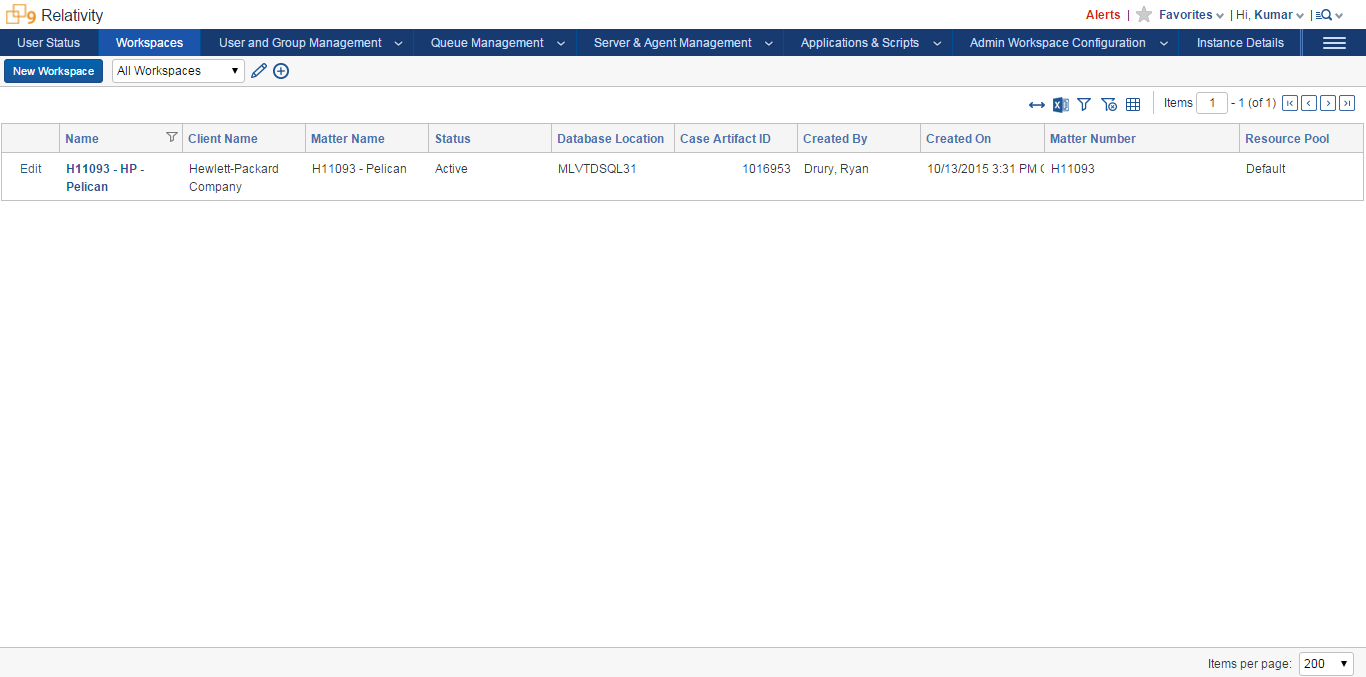 9 Relativity
Alerts | Favorites | Hi, Kumar |
User Status Workspaces User and Group Management Queue Management Server & Agent Management Applications & Scripts Admin Workspace Configuration Instance Details
New Workspace All Workspaces
Items 1 - 1 (of 1)
Name Client Name Matter Name Status Database Location Case Artifact ID Created By Created On Matter Number Resource Pool
Edit H11093 - HP - Hewlett-Packard H11093 - Pelican Active MLVTDSQL31 1016953 Drury, Ryan 10/13/2015 3:31 PM H11093 Default
Pelican Company
Items per page: 200